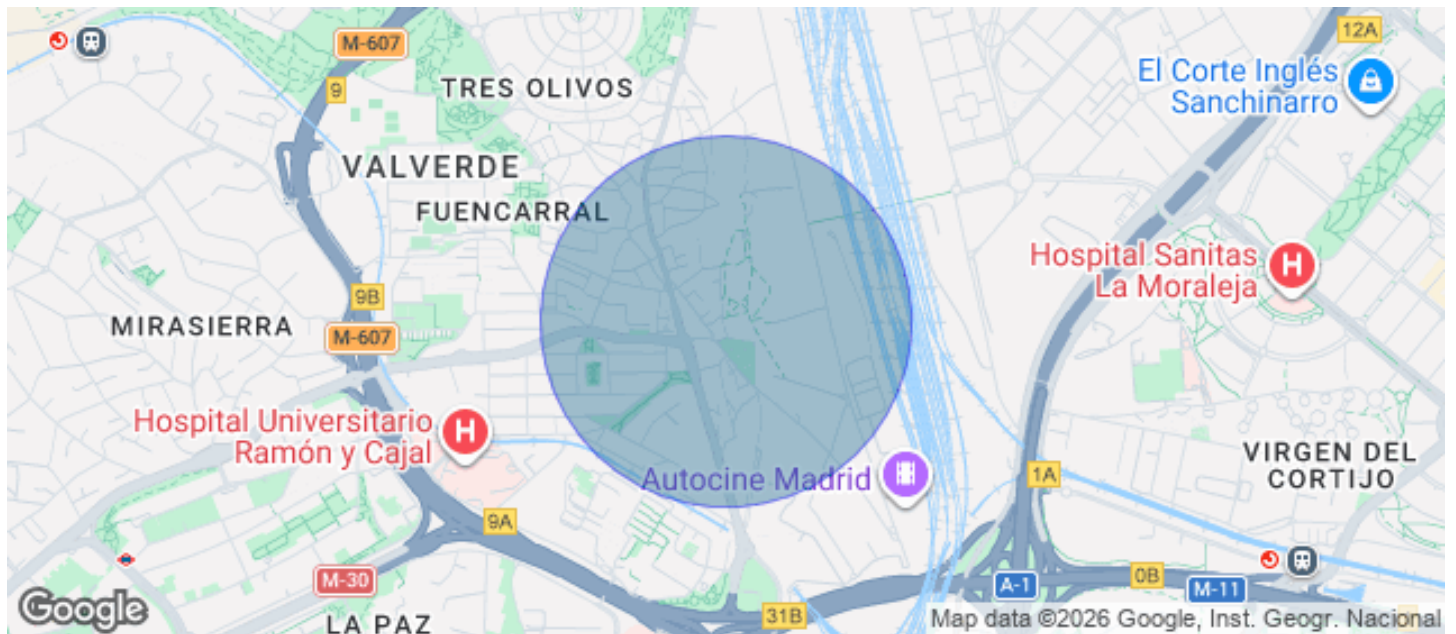 12A
M-607
El Corte Inglés
Sanchinarro
TRES OLIVOS
9
VALVERDE
FUENCARRAL
Hospital Sanitas
La Moraleja
9B
MIRASIERRA
M-607
Hospital Universitario
Ramón y Cajal
VIRGEN DEL
CORTIJO
Autocine Madrid
1A
9A
M-30
A-1
0B
M-11
31B
LA PAZ
Google
Map data ©2026 Google, Inst. Geogr. Nacional